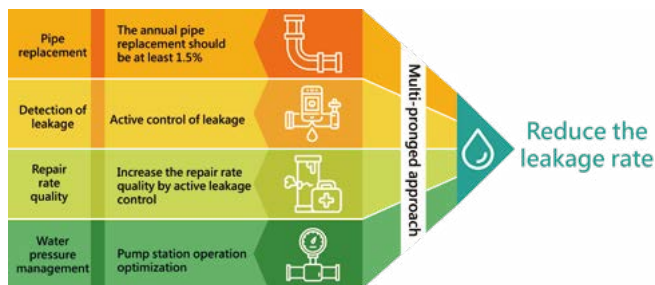 Pipe
replacement
The annual pipe
replacement should
be at least 1.5%
Detection of
leakage
Active control of leakage
Repair
rate
quality
Increase the repair rate
quality by active leakage
control
Water
pressure
management
Pump station operation
optimization
Multi-pronged approach
Reduce the
leakage rate